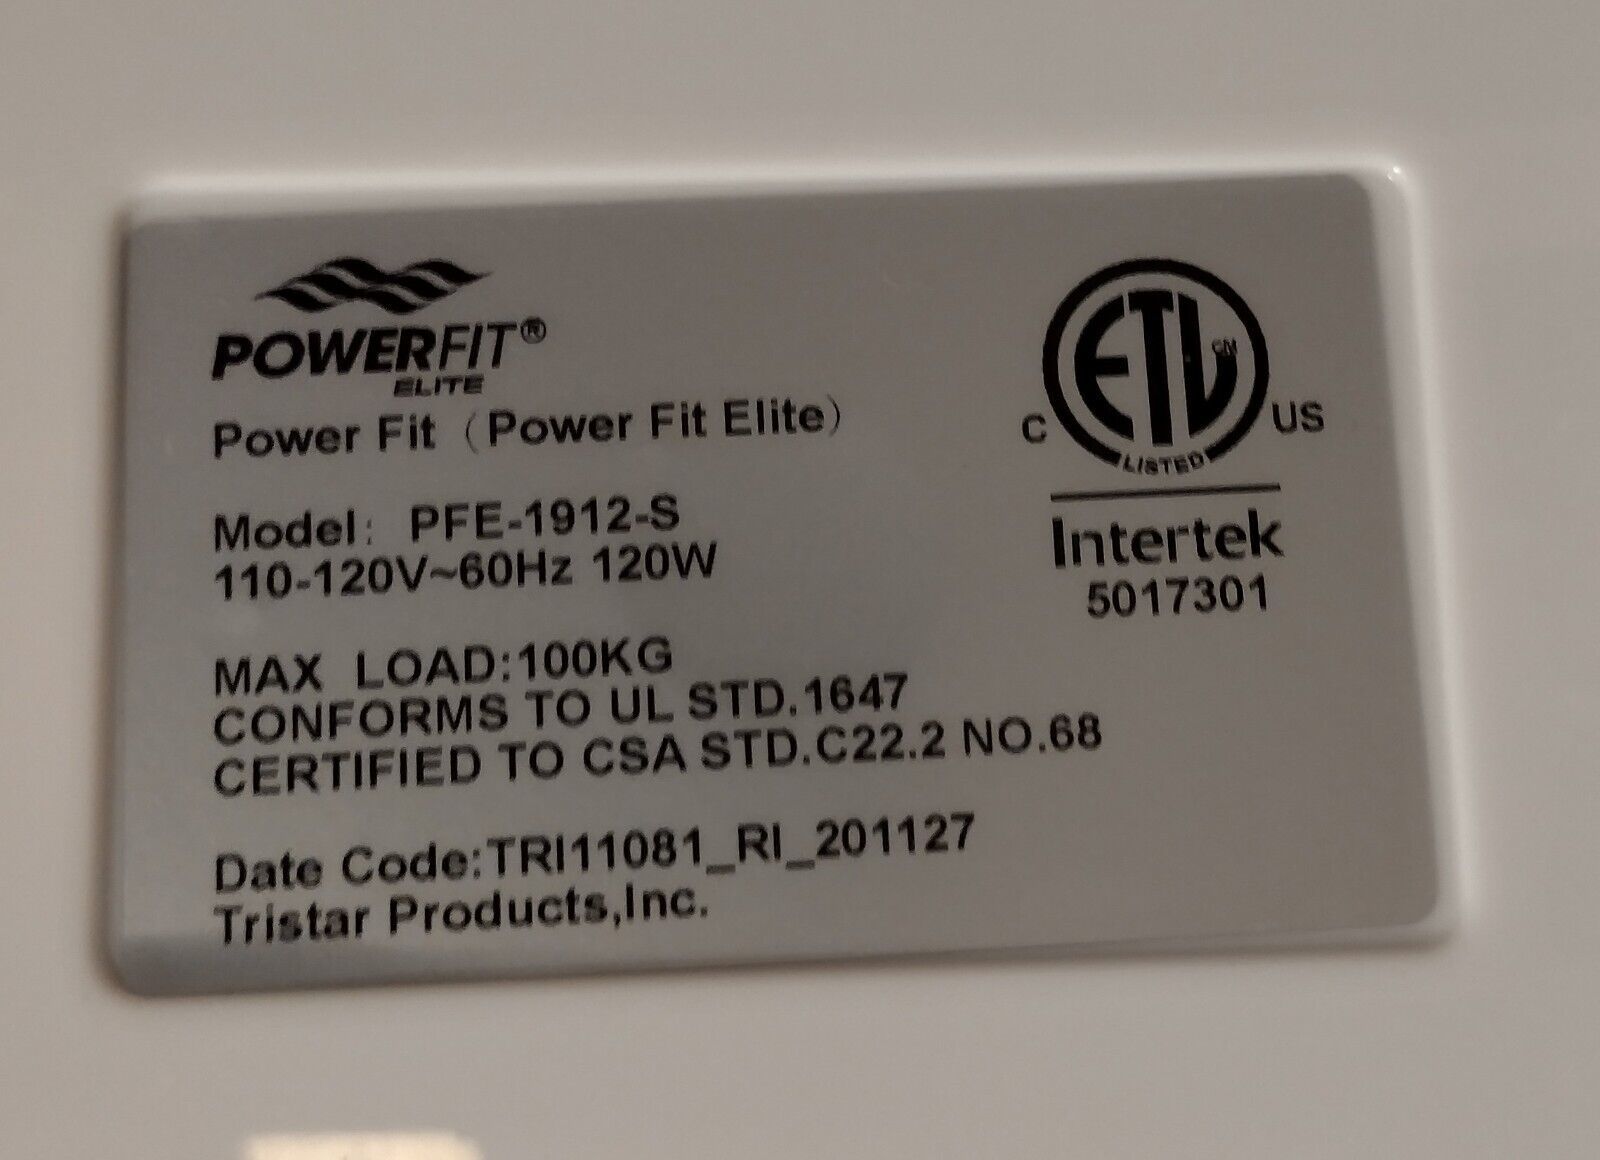 POWERFIT®
ELITE
Power Fit (Power Fit Elite)
Model: PFE-1912-S
110-120V~60Hz 120W
MAX LOAD:100KG
CONFORMS TO UL STD.1647
CERTIFIED TO CSA STD.C22.2 NO.68
Date Code:TRI11081_RI_201127
Tristar Products,Inc.
ETL CM
C US
LISTED
Intertek
5017301